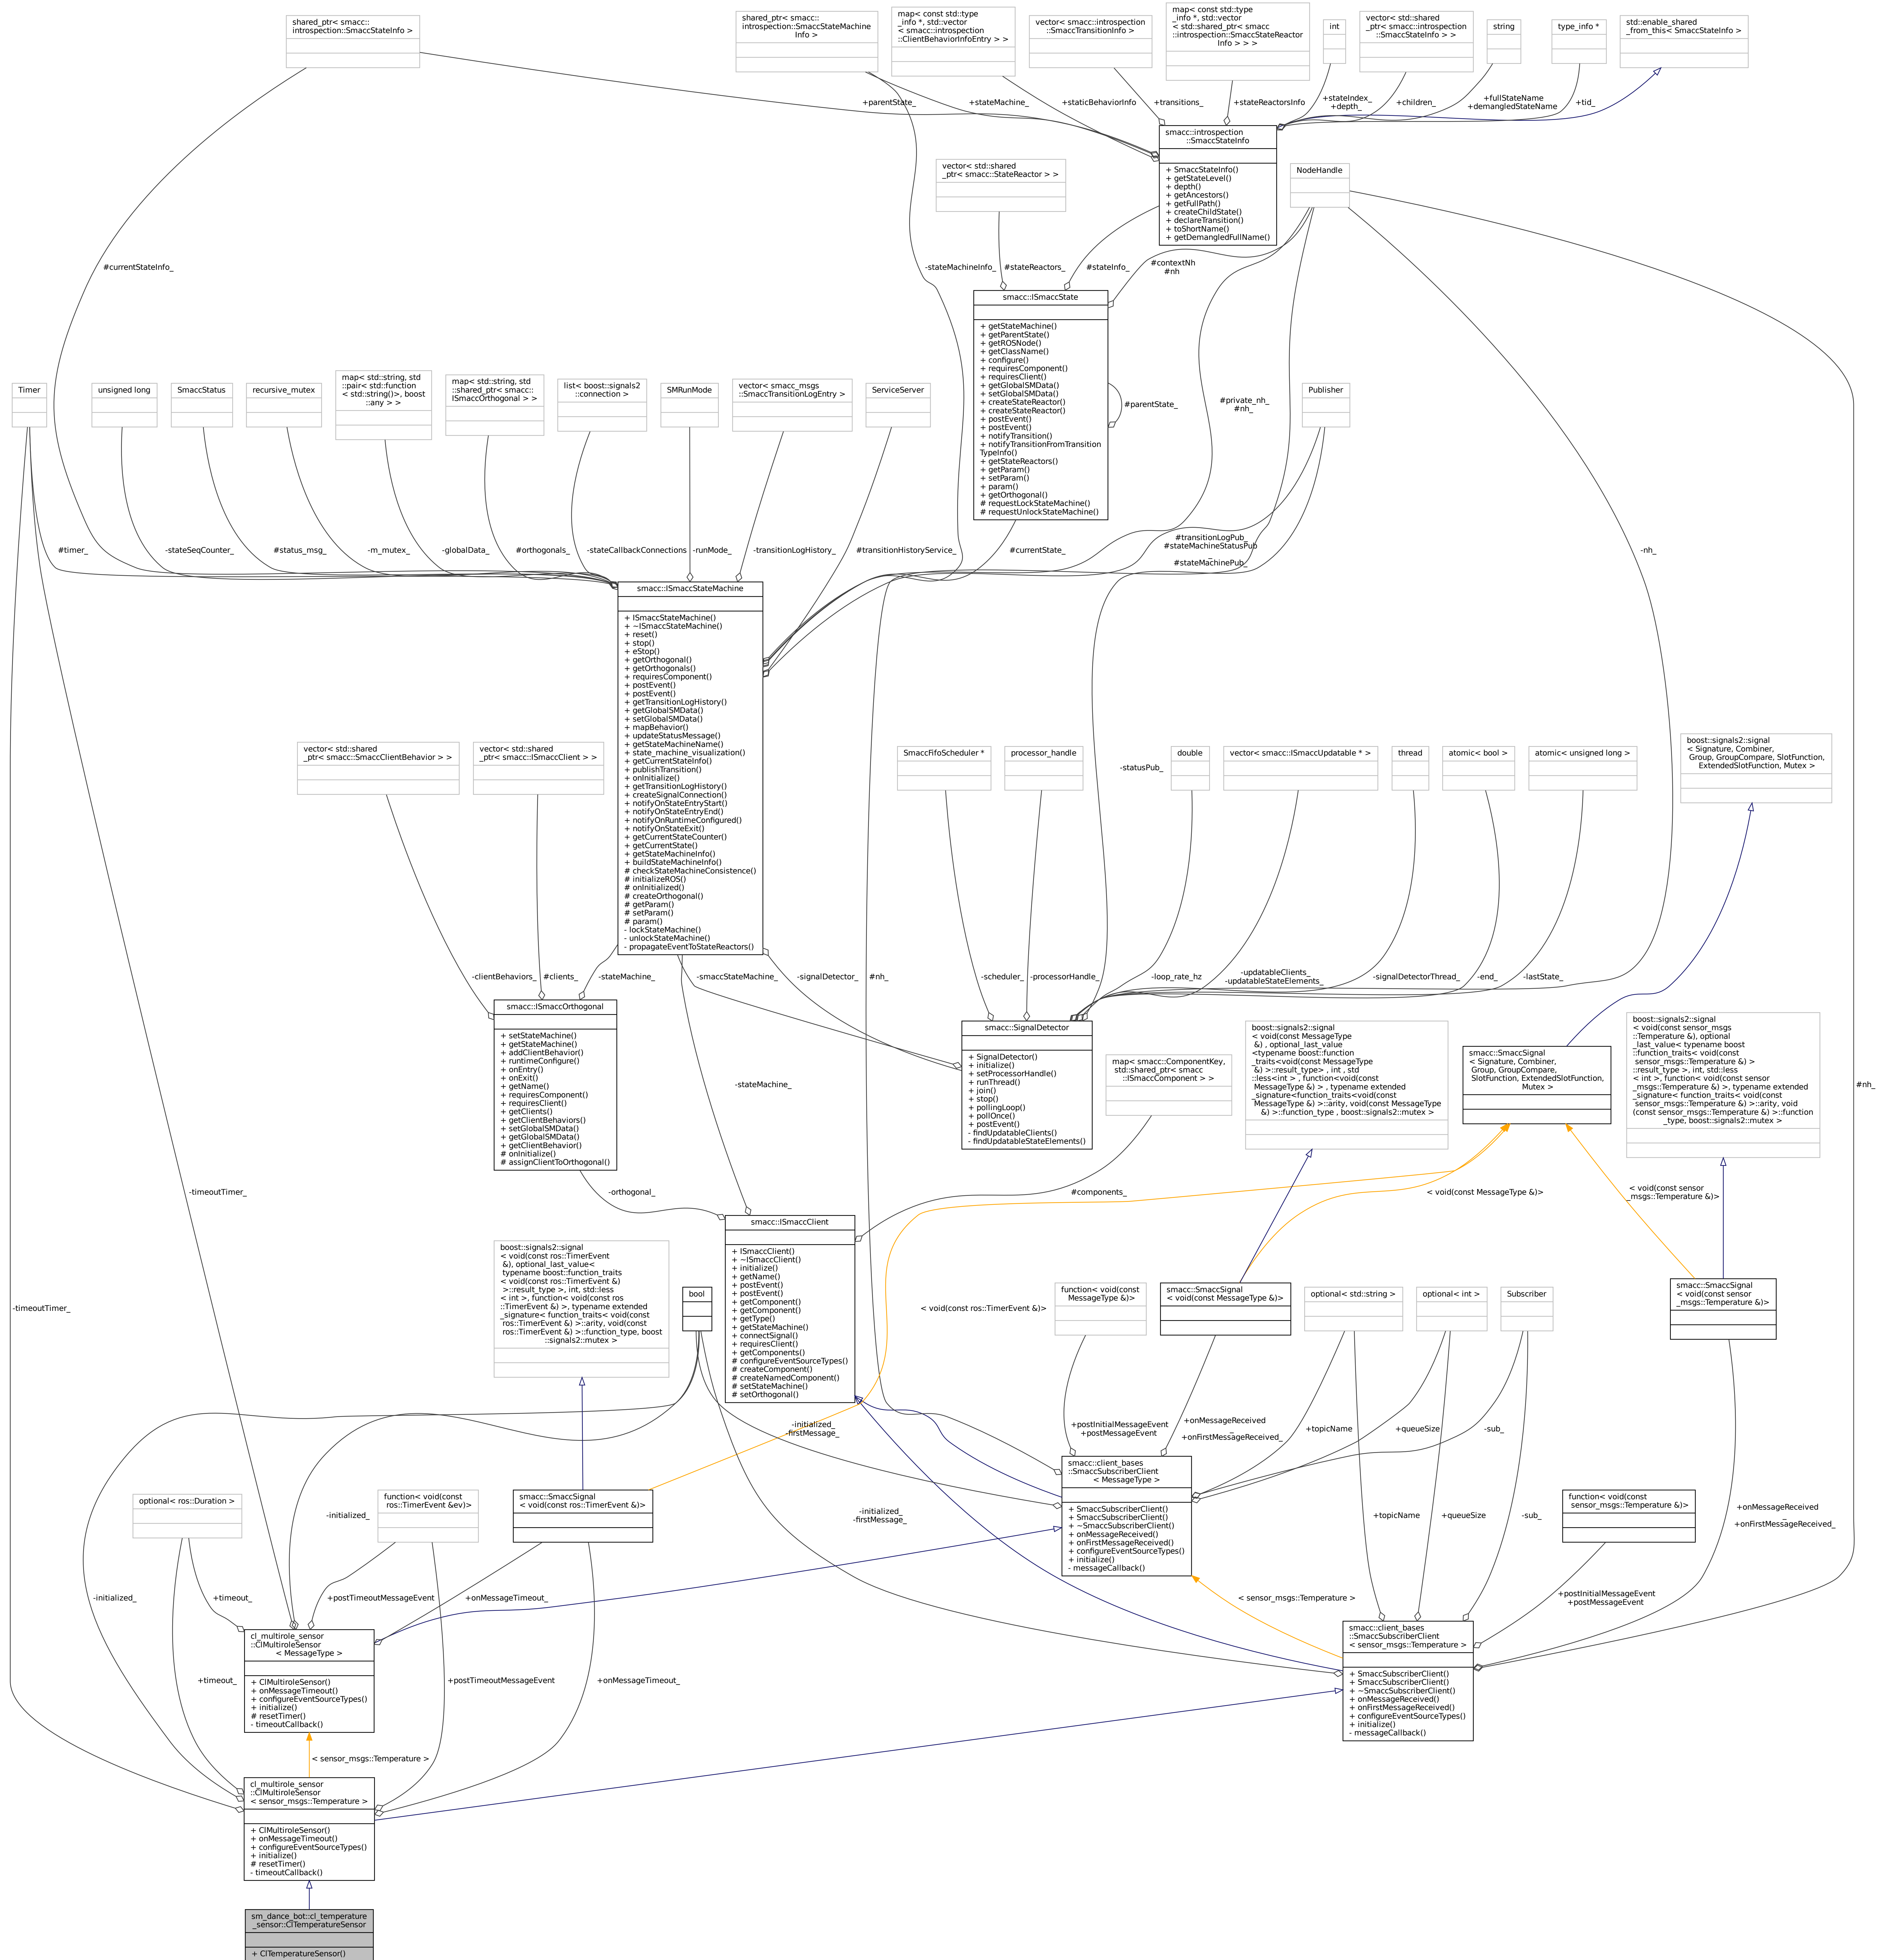 shared_ptr< smacc::
introspection::SmaccStateInfo >
shared_ptr< smacc::
introspection::SmaccStateMachine
Info >
map< const std::type
_info *, std::vector
< smacc::introspection
::ClientBehaviorInfoEntry > >
vector< smacc::introspection
::SmaccTransitionInfo >
map< const std::type
_info *, std::vector
< std::shared_ptr< smacc
::introspection::SmaccStateReactor
Info > > >
int
vector< std::shared
_ptr< smacc::introspection
::SmaccStateInfo > >
string
type_info *
std::enable_shared
_from_this< SmaccStateInfo >
+parentState_
+stateMachine_
+staticBehaviorInfo
+transitions_
+stateReactorsInfo
+stateIndex_
+depth_
+children_
+fullStateName
+demangledStateName
+tid_
smacc::introspection
::SmaccStateInfo
+ SmaccStateInfo()
+ getStateLevel()
+ depth()
+ getAncestors()
+ getFullPath()
+ createChildState()
+ declareTransition()
+ toShortName()
+ getDemangledFullName()
vector< std::shared
_ptr< smacc::StateReactor > >
NodeHandle
#currentStateInfo_
-stateMachineInfo_
#stateReactors_
#stateInfo_
#contextNh
#nh
smacc::ISmaccState
+ getStateMachine()
+ getParentState()
+ getROSNode()
+ getClassName()
+ configure()
+ requiresComponent()
+ requiresClient()
+ getGlobalSMData()
+ setGlobalSMData()
+ createStateReactor()
+ createStateReactor()
+ postEvent()
+ postEvent()
+ notifyTransition()
+ notifyTransitionFromTransition
TypeInfo()
+ getStateReactors()
+ getParam()
+ setParam()
+ param()
+ getOrthogonal()
# requestLockStateMachine()
# requestUnlockStateMachine()
#parentState_
#private_nh_
#nh_
Publisher
Timer
unsigned long
SmaccStatus
recursive_mutex
map< std::string, std
::pair< std::function
< std::string()>, boost
::any > >
map< std::string, std
::shared_ptr< smacc::
ISmaccOrthogonal > >
list< boost::signals2
::connection >
SMRunMode
vector< smacc_msgs
::SmaccTransitionLogEntry >
ServiceServer
#timer_
-stateSeqCounter_
#status_msg_
-m_mutex_
-globalData_
#orthogonals_
-stateCallbackConnections
-runMode_
-transitionLogHistory_
#transitionHistoryService_
#currentState_
#transitionLogPub_
#stateMachineStatusPub
_
#stateMachinePub_
-nh_
smacc::ISmaccStateMachine
+ ISmaccStateMachine()
+ ~ISmaccStateMachine()
+ reset()
+ stop()
+ eStop()
+ getOrthogonal()
+ getOrthogonals()
+ requiresComponent()
+ postEvent()
+ postEvent()
+ getTransitionLogHistory()
+ getGlobalSMData()
+ setGlobalSMData()
+ mapBehavior()
+ updateStatusMessage()
+ getStateMachineName()
+ state_machine_visualization()
+ getCurrentStateInfo()
+ publishTransition()
+ onInitialize()
+ getTransitionLogHistory()
+ createSignalConnection()
+ notifyOnStateEntryStart()
+ notifyOnStateEntryEnd()
+ notifyOnRuntimeConfigured()
+ notifyOnStateExit()
+ getCurrentStateCounter()
+ getCurrentState()
+ getStateMachineInfo()
+ buildStateMachineInfo()
# checkStateMachineConsistence()
# initializeROS()
# onInitialized()
# createOrthogonal()
# getParam()
# setParam()
# param()
- lockStateMachine()
- unlockStateMachine()
- propagateEventToStateReactors()
vector< std::shared
_ptr< smacc::SmaccClientBehavior > >
vector< std::shared
_ptr< smacc::ISmaccClient > >
SmaccFifoScheduler *
processor_handle
-statusPub_
double
vector< smacc::ISmaccUpdatable * >
thread
atomic< bool >
atomic< unsigned long >
boost::signals2::signal
< Signature, Combiner,
Group, GroupCompare, SlotFunction,
ExtendedSlotFunction, Mutex >
-clientBehaviors_
#clients_
-stateMachine_
-smaccStateMachine_
-signalDetector_
#nh_
-scheduler_
-processorHandle_
-loop_rate_hz
-updatableClients_
-updatableStateElements_
-signalDetectorThread_
-end_
-lastState_
smacc::ISmaccOrthogonal
+ setStateMachine()
+ getStateMachine()
+ addClientBehavior()
+ runtimeConfigure()
+ onEntry()
+ onExit()
+ getName()
+ requiresComponent()
+ requiresClient()
+ getClients()
+ getClientBehaviors()
+ setGlobalSMData()
+ getGlobalSMData()
+ getClientBehavior()
# onInitialize()
# assignClientToOrthogonal()
smacc::SignalDetector
+ SignalDetector()
+ initialize()
+ setProcessorHandle()
+ runThread()
+ join()
+ stop()
+ pollingLoop()
+ pollOnce()
+ postEvent()
- findUpdatableClients()
- findUpdatableStateElements()
-stateMachine_
map< smacc::ComponentKey,
std::shared_ptr< smacc
::ISmaccComponent > >
boost::signals2::signal
< void(const MessageType
&) , optional_last_value
<typename boost::function
_traits<void(const MessageType
&) >::result_type> , int , std
::less<int > , function<void(const
MessageType &) > , typename extended
_signature<function_traits<void(const
MessageType &) >::arity, void(const MessageType
&) >::function_type , boost::signals2::mutex >
smacc::SmaccSignal
< Signature, Combiner,
Group, GroupCompare,
SlotFunction, ExtendedSlotFunction,
Mutex >
boost::signals2::signal
< void(const sensor_msgs
::Temperature &), optional
_last_value< typename boost
::function_traits< void(const
sensor_msgs::Temperature &) >
::result_type >, int, std::less
< int >, function< void(const sensor
_msgs::Temperature &) >, typename extended
_signature< function_traits< void(const
sensor_msgs::Temperature &) >::arity, void
(const sensor_msgs::Temperature &) >::function
_type, boost::signals2::mutex >
#nh_
-timeoutTimer_
-orthogonal_
#components_
< void(const MessageType &)>
< void(const sensor
_msgs::Temperature &)>
smacc::ISmaccClient
+ ISmaccClient()
+ ~ISmaccClient()
+ initialize()
+ getName()
+ postEvent()
+ postEvent()
+ getComponent()
+ getComponent()
+ getType()
+ getStateMachine()
+ connectSignal()
+ requiresClient()
+ getComponents()
# configureEventSourceTypes()
# createComponent()
# createNamedComponent()
# setStateMachine()
# setOrthogonal()
boost::signals2::signal
< void(const ros::TimerEvent
&), optional_last_value<
typename boost::function_traits
< void(const ros::TimerEvent &)
>::result_type >, int, std::less
< int >, function< void(const ros
::TimerEvent &) >, typename extended
_signature< function_traits< void(const
ros::TimerEvent &) >::arity, void(const
ros::TimerEvent &) >::function_type, boost
::signals2::mutex >
bool
-timeoutTimer_
< void(const ros::TimerEvent &)>
function< void(const
MessageType &)>
smacc::SmaccSignal
< void(const MessageType &)>
optional< std::string >
optional< int >
Subscriber
smacc::SmaccSignal
< void(const sensor
_msgs::Temperature &)>
-initialized_
-firstMessage_
+postInitialMessageEvent
+postMessageEvent
+onMessageReceived
_
+onFirstMessageReceived_
+topicName
+queueSize
-sub_
smacc::client_bases
::SmaccSubscriberClient
< MessageType >
+ SmaccSubscriberClient()
+ SmaccSubscriberClient()
+ ~SmaccSubscriberClient()
+ onMessageReceived()
+ onFirstMessageReceived()
+ configureEventSourceTypes()
+ initialize()
- messageCallback()
optional< ros::Duration >
-initialized_
function< void(const
ros::TimerEvent &ev)>
smacc::SmaccSignal
< void(const ros::TimerEvent &)>
-initialized_
-firstMessage_
+topicName
+queueSize
-sub_
function< void(const
sensor_msgs::Temperature &)>
+onMessageReceived
_
+onFirstMessageReceived_
-initialized_
+timeout_
+postTimeoutMessageEvent
+onMessageTimeout_
< sensor_msgs::Temperature >
+postInitialMessageEvent
+postMessageEvent
cl_multirole_sensor
::ClMultiroleSensor
< MessageType >
+ ClMultiroleSensor()
+ onMessageTimeout()
+ configureEventSourceTypes()
+ initialize()
# resetTimer()
- timeoutCallback()
+timeout_
+postTimeoutMessageEvent
+onMessageTimeout_
smacc::client_bases
::SmaccSubscriberClient
< sensor_msgs::Temperature >
+ SmaccSubscriberClient()
+ SmaccSubscriberClient()
+ ~SmaccSubscriberClient()
+ onMessageReceived()
+ onFirstMessageReceived()
+ configureEventSourceTypes()
+ initialize()
- messageCallback()
< sensor_msgs::Temperature >
cl_multirole_sensor
::ClMultiroleSensor
< sensor_msgs::Temperature >
+ ClMultiroleSensor()
+ onMessageTimeout()
+ configureEventSourceTypes()
+ initialize()
# resetTimer()
- timeoutCallback()
sm_dance_bot::cl_temperature
_sensor::ClTemperatureSensor
+ ClTemperatureSensor()